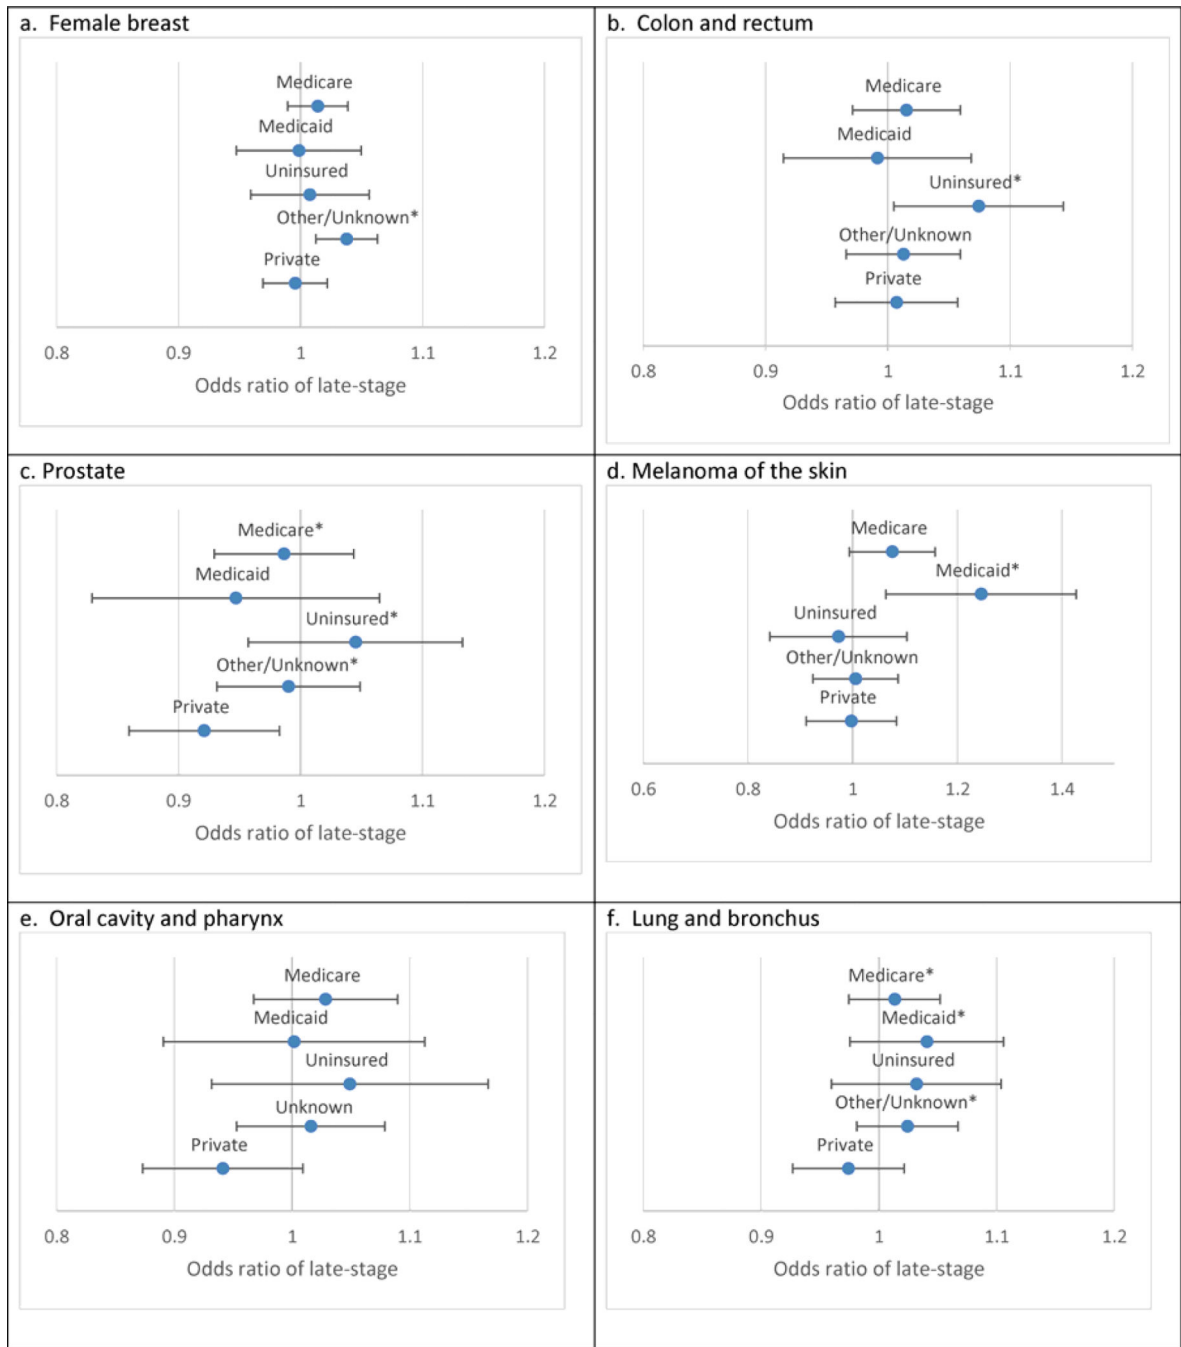 a. Female breast
Medicare
Medicaid
Uninsured
Other/Unknown*
Private
0.8 0.9 1 1.1 1.2
Odds ratio of late-stage
b. Colon and rectum
Medicare
Medicaid
Uninsured*
Other/Unknown
Private
0.8 0.9 1 1.1 1.2
Odds ratio of late-stage
c. Prostate
Medicare*
Medicaid
Uninsured*
Other/Unknown*
Private
0.8 0.9 1 1.1 1.2
Odds ratio of late-stage
d. Melanoma of the skin
Medicare
Medicaid*
Uninsured
Other/Unknown
Private
0.6 0.8 1 1.2 1.4
Odds ratio of late-stage
e. Oral cavity and pharynx
Medicare
Medicaid
Uninsured
Unknown
Private
0.8 0.9 1 1.1 1.2
Odds ratio of late-stage
f. Lung and bronchus
Medicare*
Medicaid*
Uninsured
Other/Unknown*
Private
0.8 0.9 1 1.1 1.2
Odds ratio of late-stage